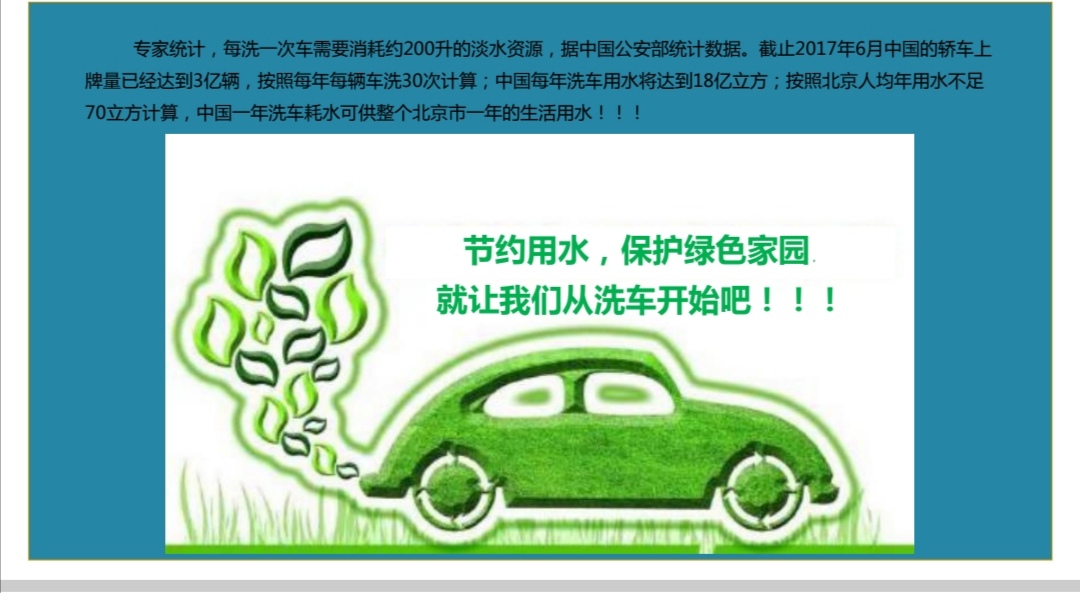 专家统计，每洗一次车需要消耗约200升的淡水资源，据中国公安部统计数据。截止2017年6月中国的轿车上
牌量已经达到3亿辆，按照每年每辆车洗30次计算；中国每年洗车用水将达到18亿立方；按照北京人均年用水不足
70立方计算，中国一年洗车耗水可供整个北京市一年的生活用水！！！
节约用水，保护绿色家园.
就让我们从洗车开始吧！！！